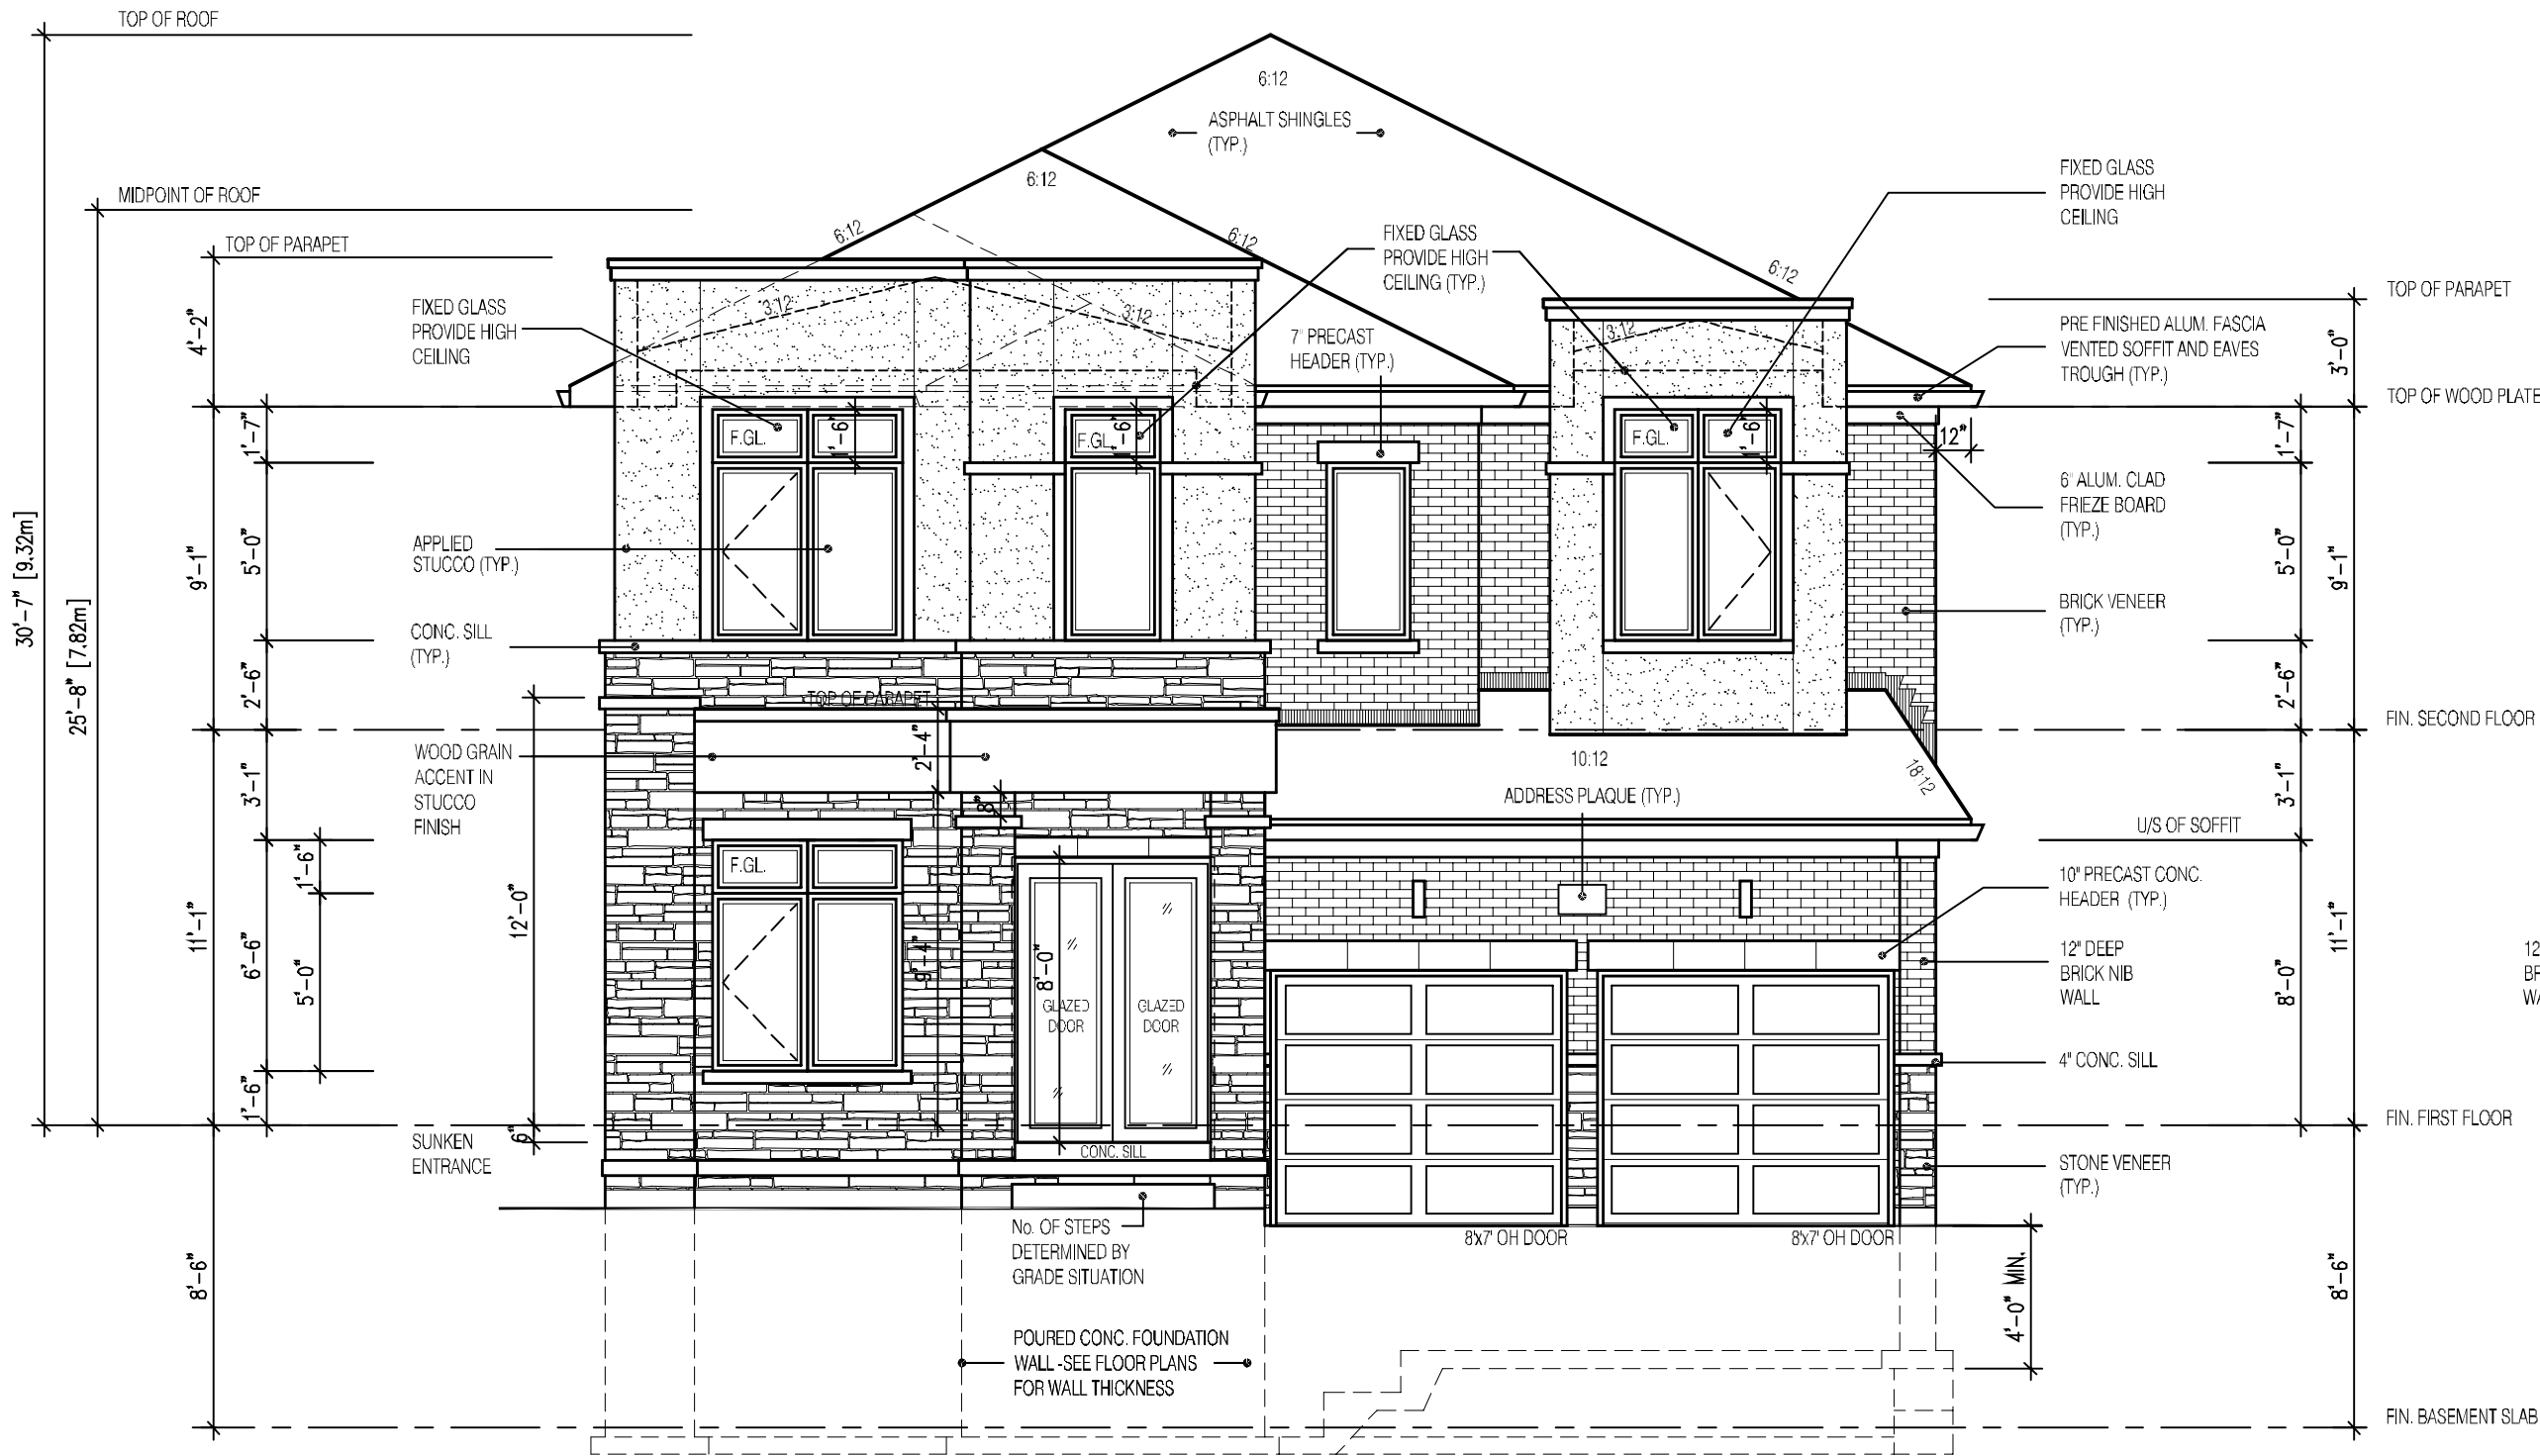 TOP OF ROOF
6:12
ASPHALT SHINGLES
(TYP.)
6:12
MIDPOINT OF ROOF
FIXED GLASS
PROVIDE HIGH
CEILING
6:12
6:12
FIXED GLASS
PROVIDE HIGH
CEILING (TYP.)
TOP OF PARAPET
6:12
TOP OF PARAPET
FIXED GLASS
PROVIDE HIGH
CEILING
3:12
3:12
3:12
7" PRECAST
HEADER (TYP.)
PRE FINISHED ALUM. FASCIA
VENTED SOFFIT AND EAVES
TROUGH (TYP.)
4'-2"
3'-0"
TOP OF WOOD PLATE
F.GL.
1'-6"
F.GL.
1'-6"
F.GL.
1'-6"
12"
1'-7"
1'-7"
6" ALUM. CLAD
FRIEZE BOARD
(TYP.)
30'-7" [9.32m]
25'-8" [7.82m]
9'-1"
5'-0"
APPLIED
STUCCO (TYP.)
5'-0"
9'-1"
BRICK VENEER
(TYP.)
CONC. SILL
(TYP.)
2'-6"
TOP OF PARAPET
2'-6"
FIN. SECOND FLOOR
WOOD GRAIN
ACCENT IN
STUCCO
FINISH
2'-4"
10:12
18:12
3'-1"
3'-1"
8"
ADDRESS PLAQUE (TYP.)
U/S OF SOFFIT
F.GL.
1'-6"
12'-0"
11'-1"
6'-6"
5'-0"
9'-4"
8'-0"
GLAZED
DOOR
GLAZED
DOOR
10" PRECAST CONC.
HEADER (TYP.)
12" DEEP
BRICK NIB
WALL
8'-0"
11'-1"
12
4" CONC. SILL
1'-6"
6"
SUNKEN
ENTRANCE
CONC. SILL
FIN. FIRST FLOOR
STONE VENEER
(TYP.)
No. OF STEPS
DETERMINED BY
GRADE SITUATION
8x7' OH DOOR
8x7' OH DOOR
8'-6"
4'-0" MIN.
8'-6"
POURED CONC. FOUNDATION
WALL -SEE FLOOR PLANS
FOR WALL THICKNESS
FIN. BASEMENT SLAB